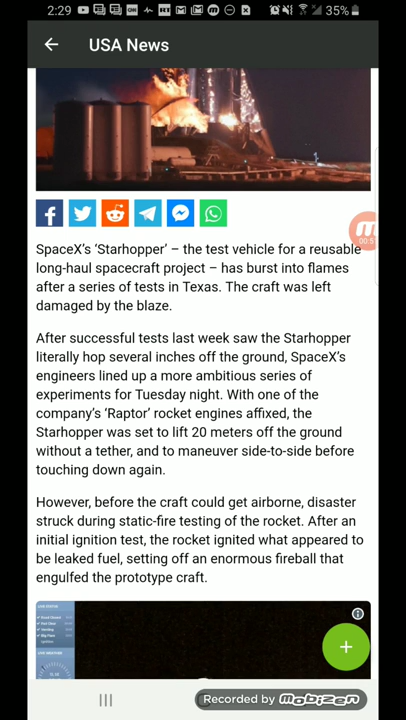 2:29
35%
USA News
00:51
SpaceX's 'Starhopper' – the test vehicle for a reusable
long-haul spacecraft project – has burst into flames
after a series of tests in Texas. The craft was left
damaged by the blaze.
After successful tests last week saw the Starhopper
literally hop several inches off the ground, SpaceX's
engineers lined up a more ambitious series of
experiments for Tuesday night. With one of the
company's 'Raptor' rocket engines affixed, the
Starhopper was set to lift 20 meters off the ground
without a tether, and to maneuver side-to-side before
touching down again.
However, before the craft could get airborne, disaster
struck during static-fire testing of the rocket. After an
initial ignition test, the rocket ignited what appeared to
be leaked fuel, setting off an enormous fireball that
engulfed the prototype craft.
Recorded by mobizen